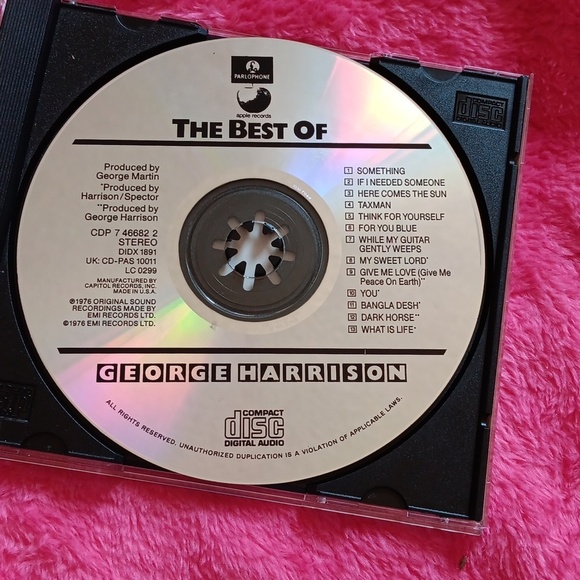 PARLOPHONE
apple records
THE BEST OF
Produced by
George Martin
*Produced by
Harrison/Spector
**Produced by
George Harrison
CDP 7 46682 2
STEREO
DIDX 1891
UK: CD-PAS 10011
LC 0299
MANUFACTURED BY
CAPITOL RECORDS, INC.
MADE IN U.S.A.
℗1976 ORIGINAL SOUND
RECORDINGS MADE BY
EMI RECORDS LTD.
©1976 EMI RECORDS LTD.
1 SOMETHING
2 IF I NEEDED SOMEONE
3 HERE COMES THE SUN
4 TAXMAN
5 THINK FOR YOURSELF
6 FOR YOU BLUE
7 WHILE MY GUITAR
GENTLY WEEPS
8 MY SWEET LORD*
9 GIVE ME LOVE (Give Me
Peace On Earth)**
10 YOU*
11 BANGLA DESH*
12 DARK HORSE**
13 WHAT IS LIFE*
GEORGE HARRISON
COMPACT
disc
DIGITAL AUDIO
ALL RIGHTS RESERVED. UNAUTHORIZED DUPLICATION IS A VIOLATION OF APPLICABLE LAWS.
COMPACT
disc